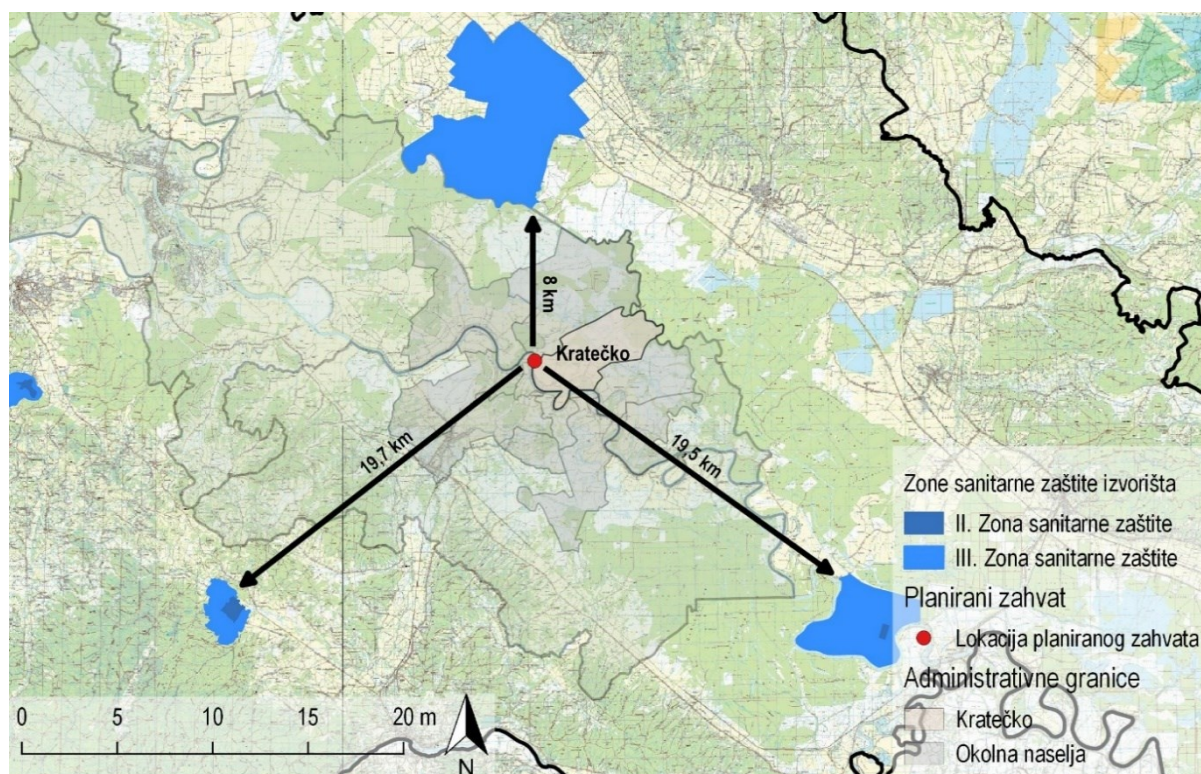 8 km
Kratečko
19,7 km
19,5 km
Zone sanitarne zaštite izvorišta
II. Zona sanitarne zaštite
III. Zona sanitarne zaštite
Planirani zahvat
Lokacija planiranog zahvata
Administrativne granice
Kratečko
Okolna naselja
0 5 10 20 m
N